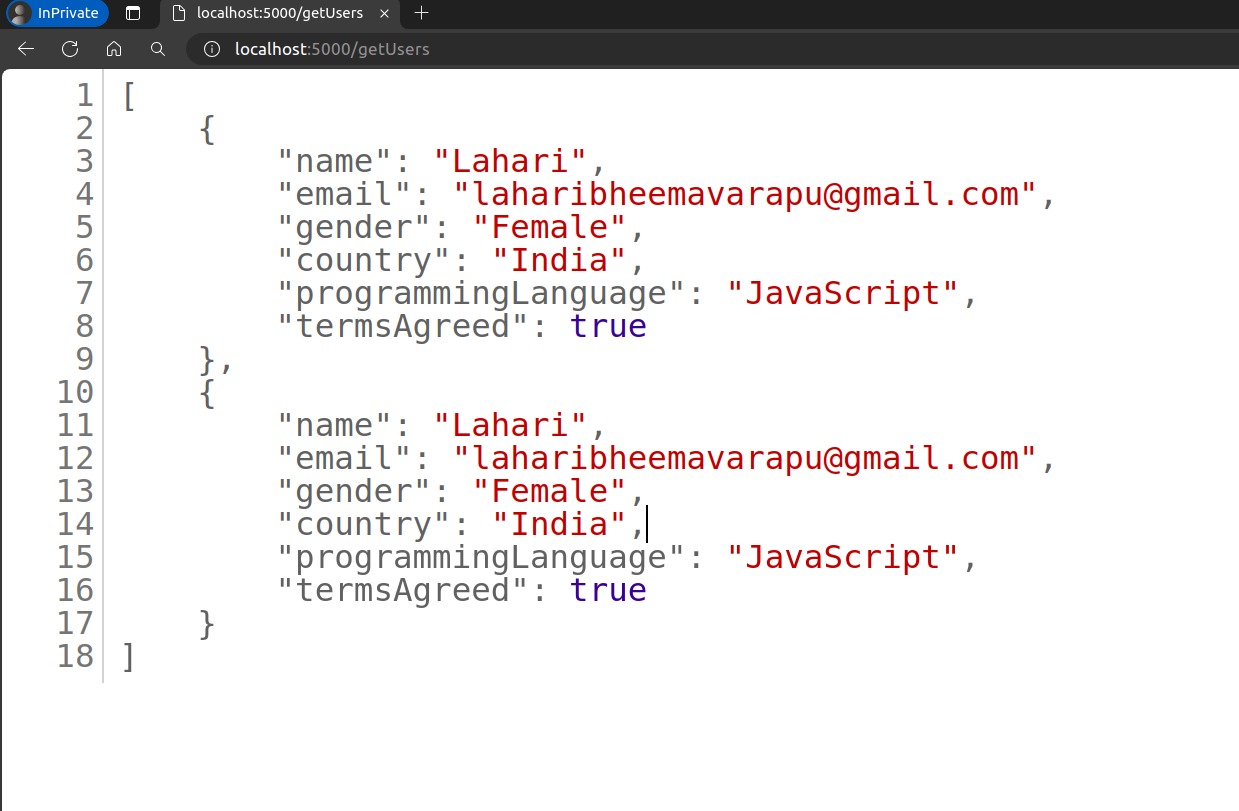 InPrivate
localhost:5000/getUsers
localhost:5000/getUsers
1 [
2 {
3 "name": "Lahari",
4 "email": "laharibheemavarapu@gmail.com",
5 "gender": "Female",
6 "country": "India",
7 "programmingLanguage": "JavaScript",
8 "termsAgreed": true
9 },
10 {
11 "name": "Lahari",
12 "email": "laharibheemavarapu@gmail.com",
13 "gender": "Female",
14 "country": "India",
15 "programmingLanguage": "JavaScript",
16 "termsAgreed": true
17 }
18 ]